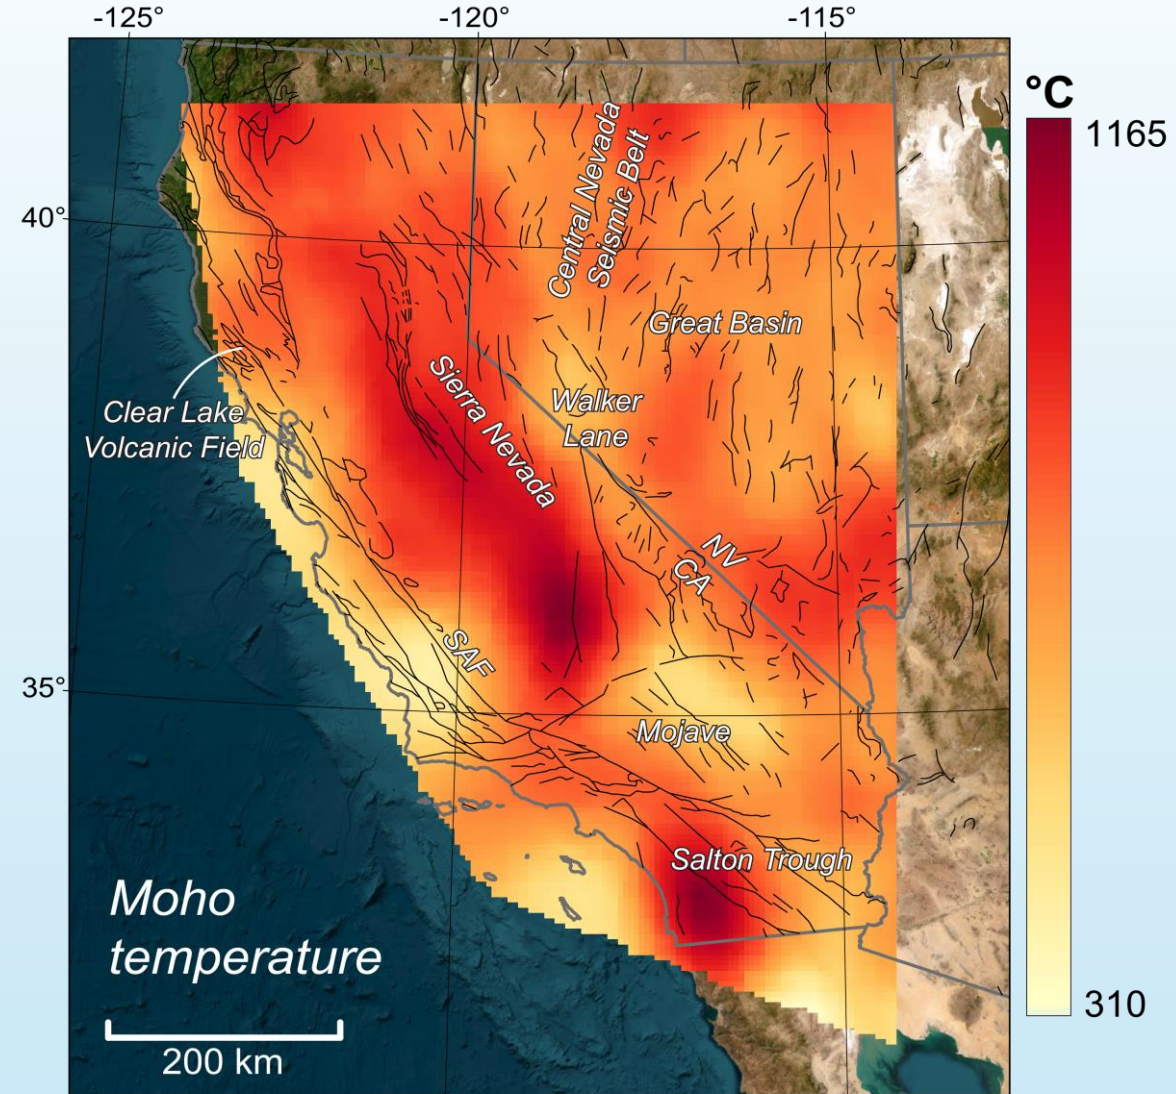 -125°
-120°
-115°
°C
1165
40°
Central Nevada
Seismic Belt
Great Basin
Sierra Nevada
Walker
Lane
Clear Lake
Volcanic Field
NV
CA
SAF
35°
Mojave
Salton Trough
Moho
temperature
310
200 km